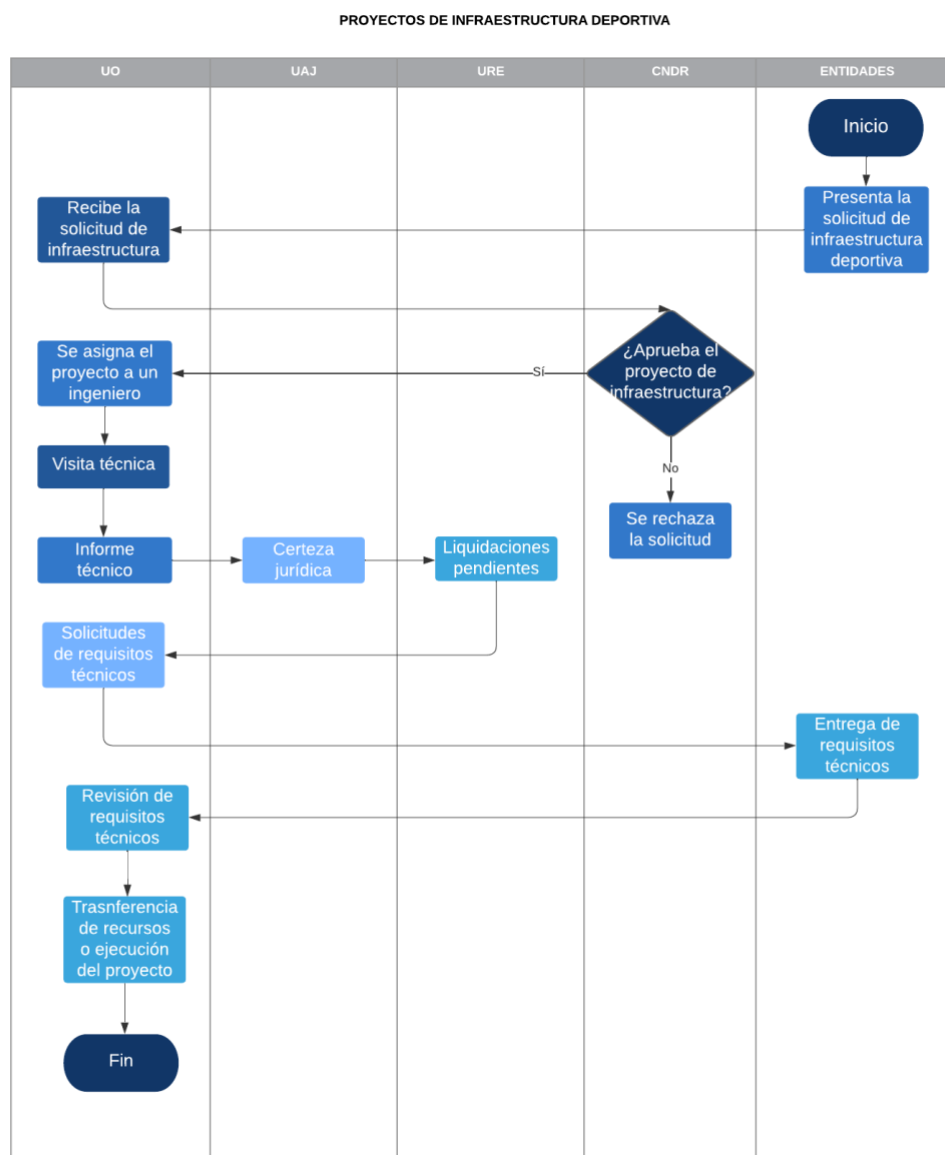 PROYECTOS DE INFRAESTRUCTURA DEPORTIVA
UO
UAJ
URE
CNDR
ENTIDADES
Inicio
Presenta la
solicitud de
infraestructura
deportiva
Recibe la
solicitud de
infraestructura
¿Aprueba el
proyecto de
infraestructura?
Sí
No
Se asigna el
proyecto a un
ingeniero
Visita técnica
Se rechaza
la solicitud
Informe
técnico
Certeza
jurídica
Liquidaciones
pendientes
Solicitudes
de requisitos
técnicos
Entrega de
requisitos
técnicos
Revisión de
requisitos
técnicos
Trasnferencia
de recursos
o ejecución
del proyecto
Fin